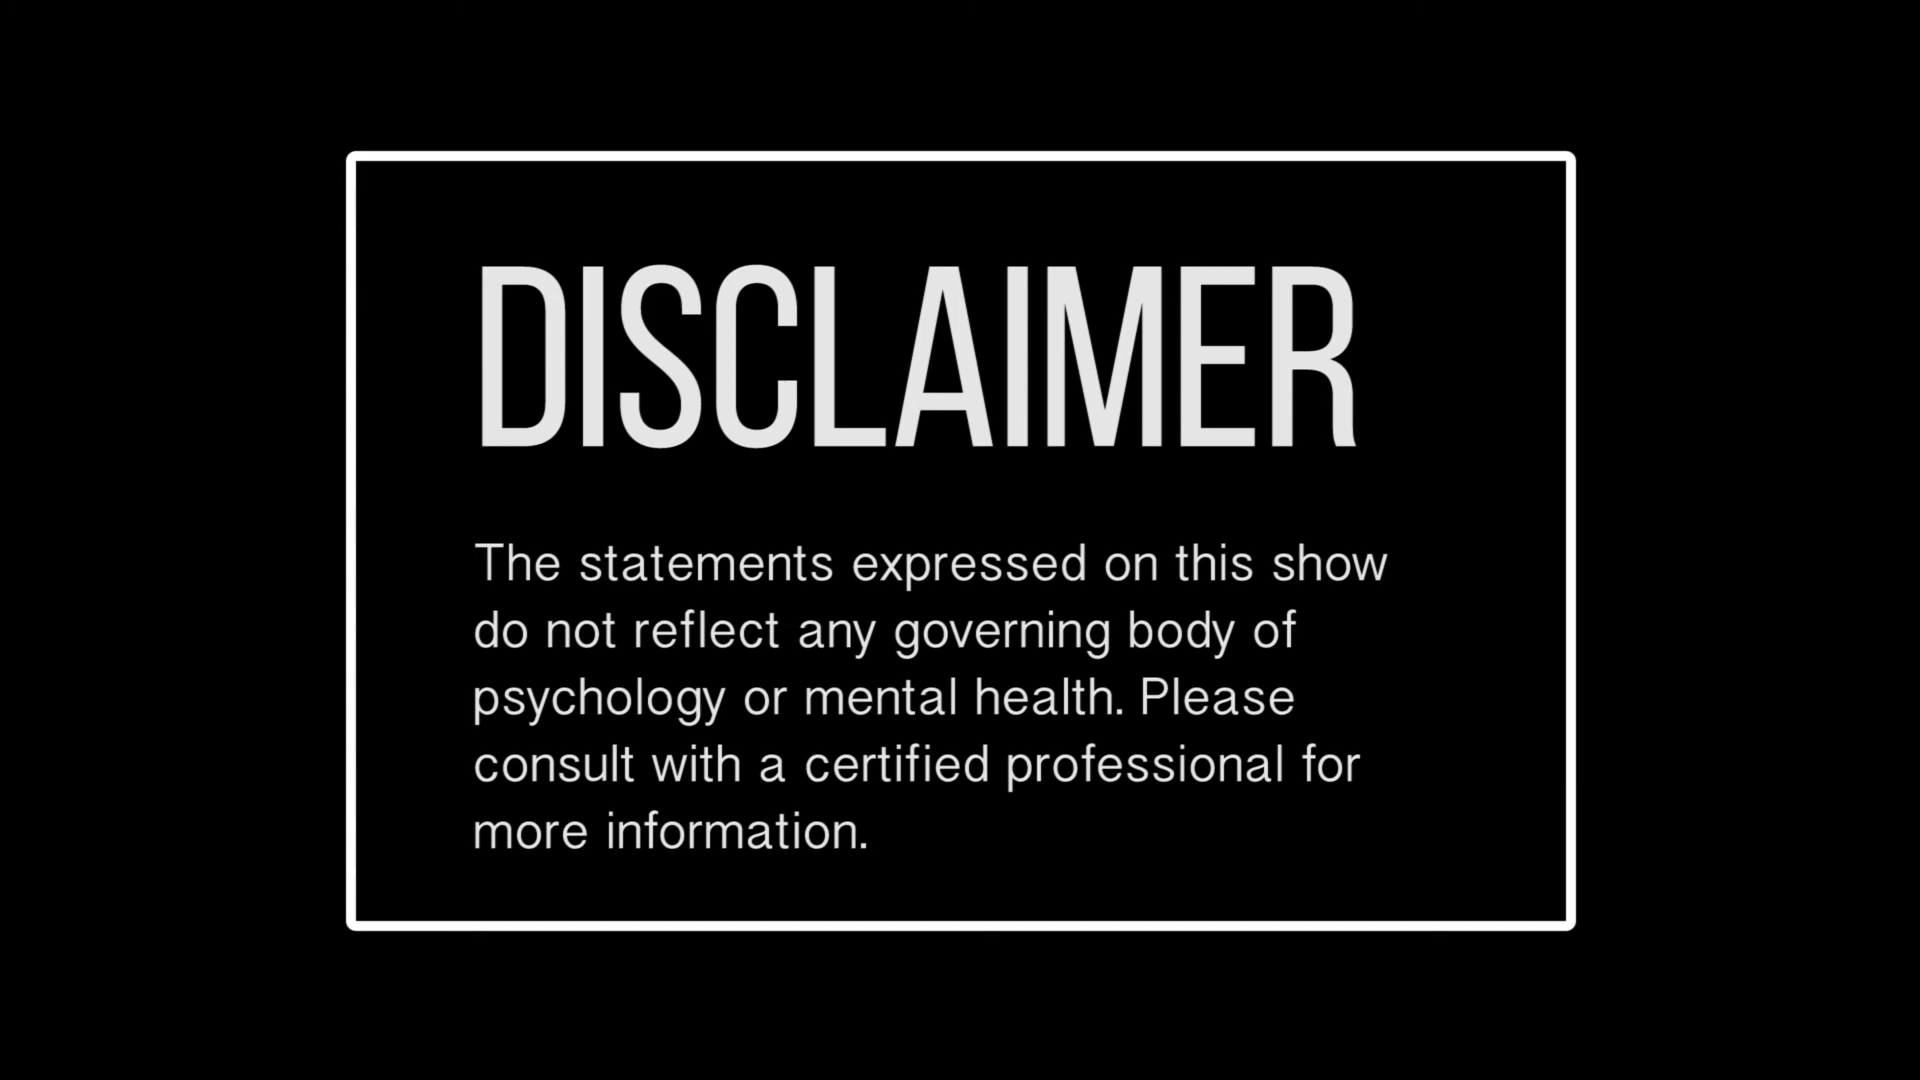 DISCLAIMER
The statements expressed on this show
do not reflect any governing body of
psychology or mental health. Please
consult with a certified professional for
more information.